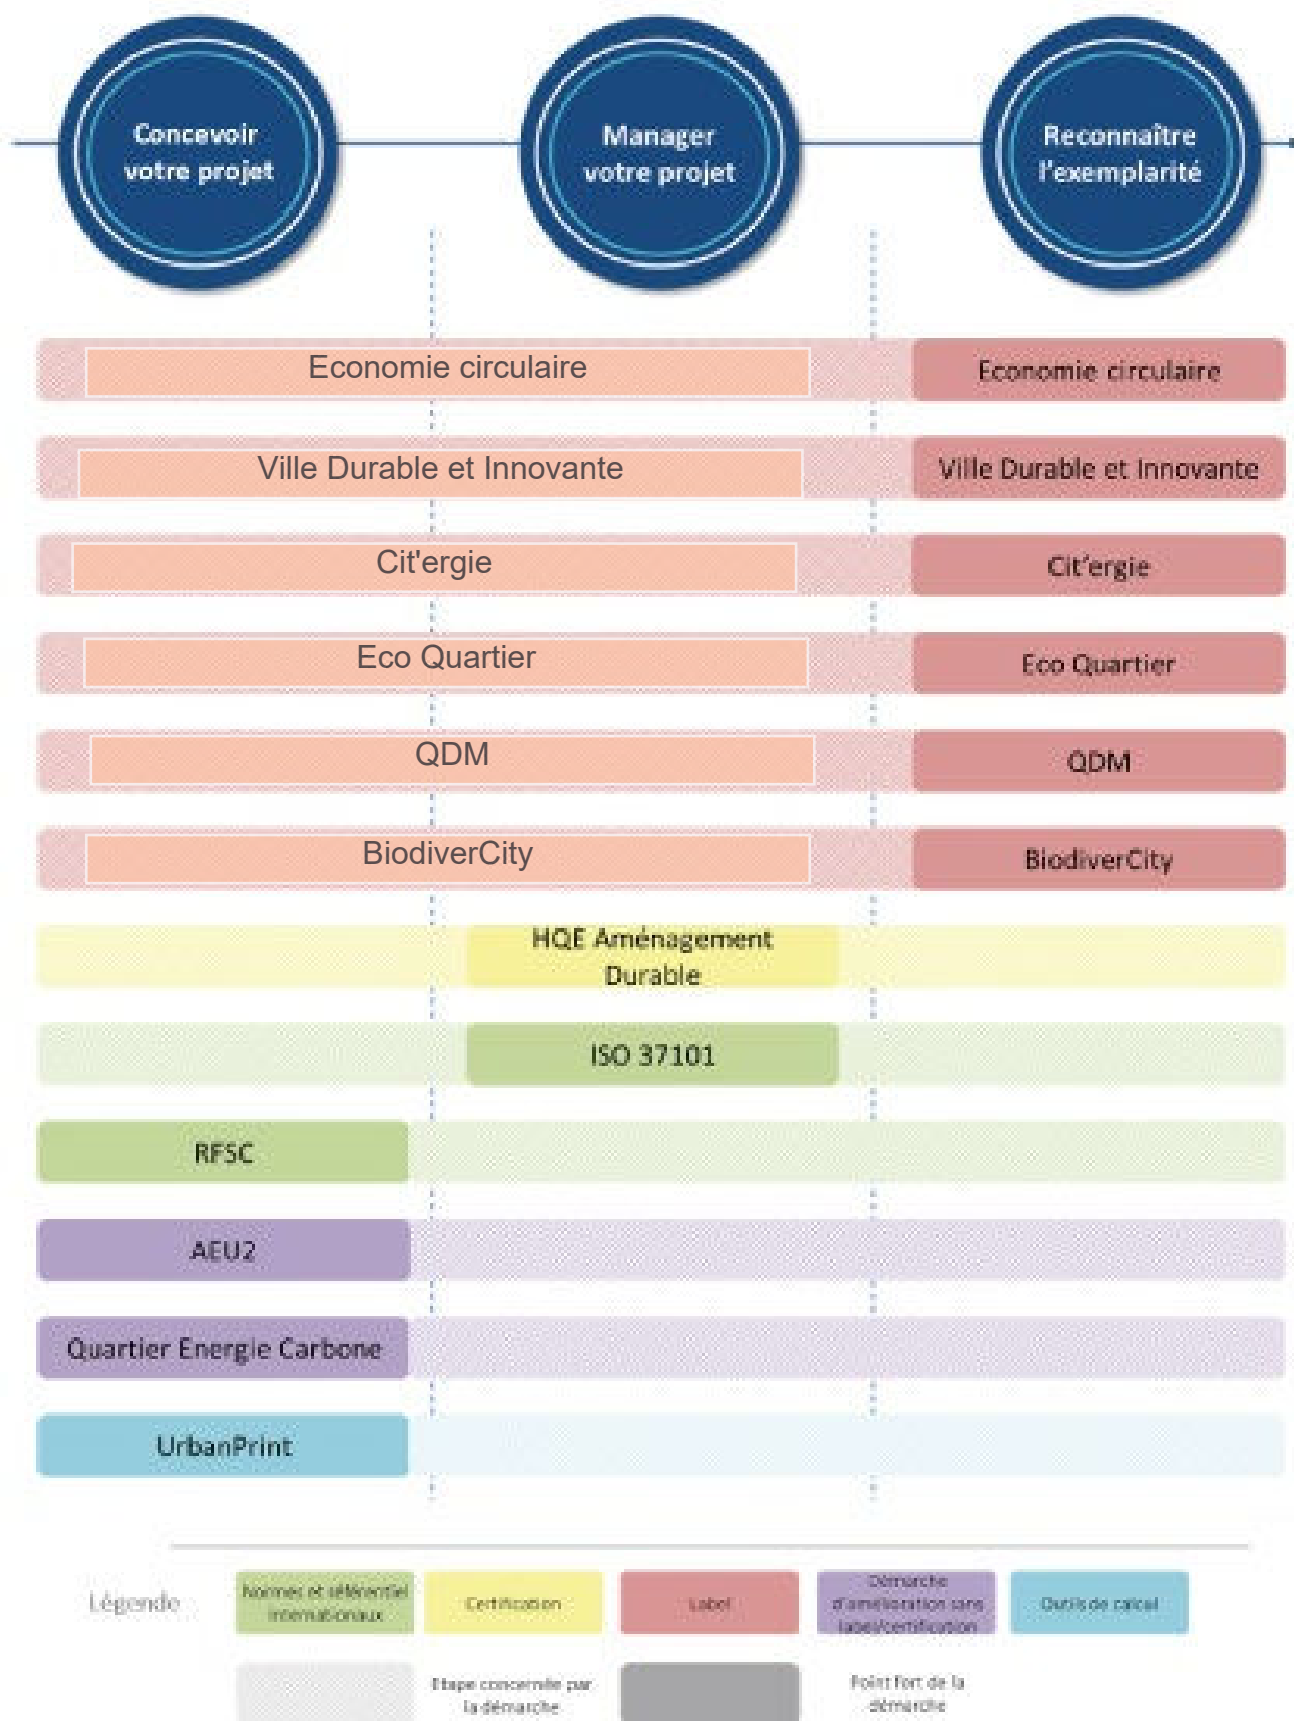 Concevoir
votre projet
Manager
votre projet
Reconnaître
l'exemplarité
Economie circulaire
Economie circulaire
Ville Durable et Innovante
Ville Durable et Innovante
Cit'ergie
Cit'ergie
Eco Quartier
Eco Quartier
QDM
QDM
BiodiverCity
BiodiverCity
HQE Aménagement
Durable
ISO 37101
RFSC
AEU2
Quartier Energie Carbone
UrbanPrint
Légende
Normes et référentiel
internationaux
Certification
Label
Démarche
d'amélioration sans
label/certification
Outils de calcul
Etape concernée par
la démarche
Point fort de la
démarche